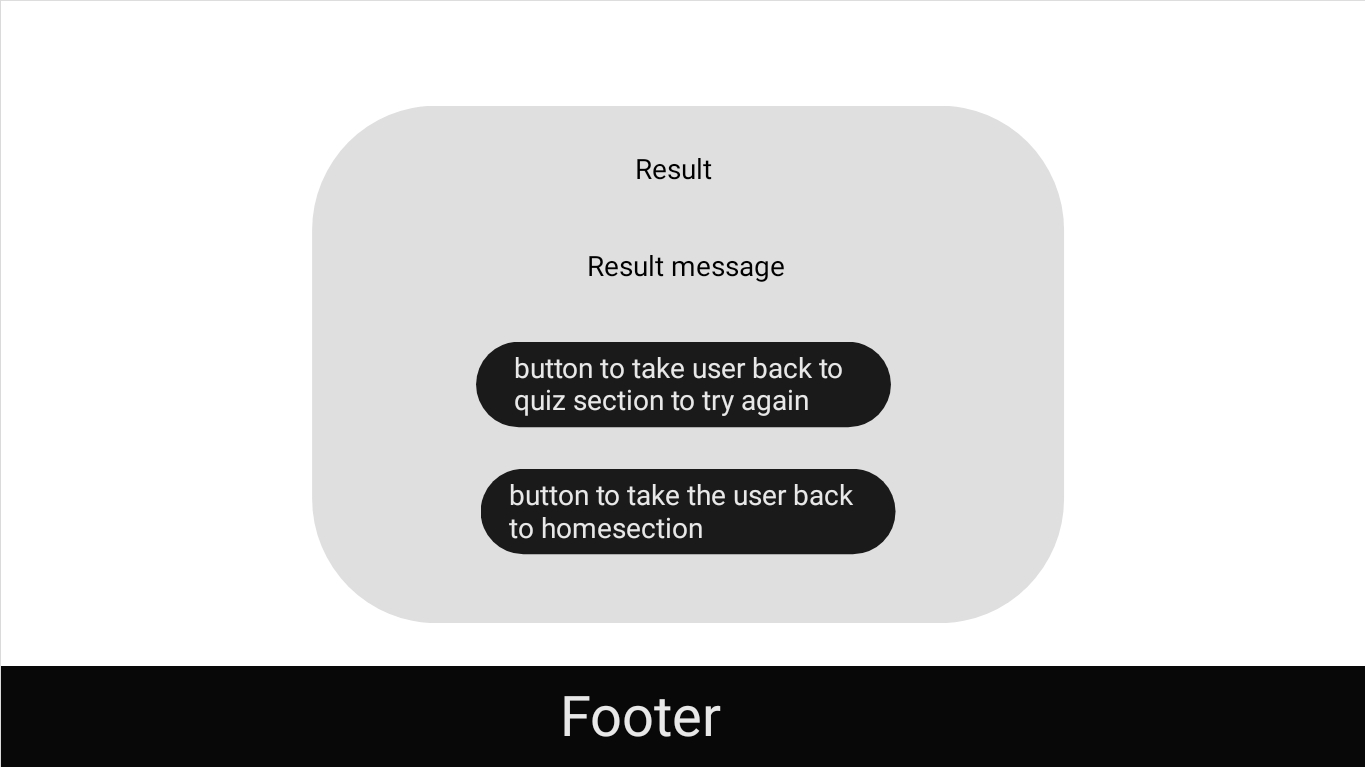 Result
Result message
button to take user back to
quiz section to try again
button to take the user back
to homesection
Footer